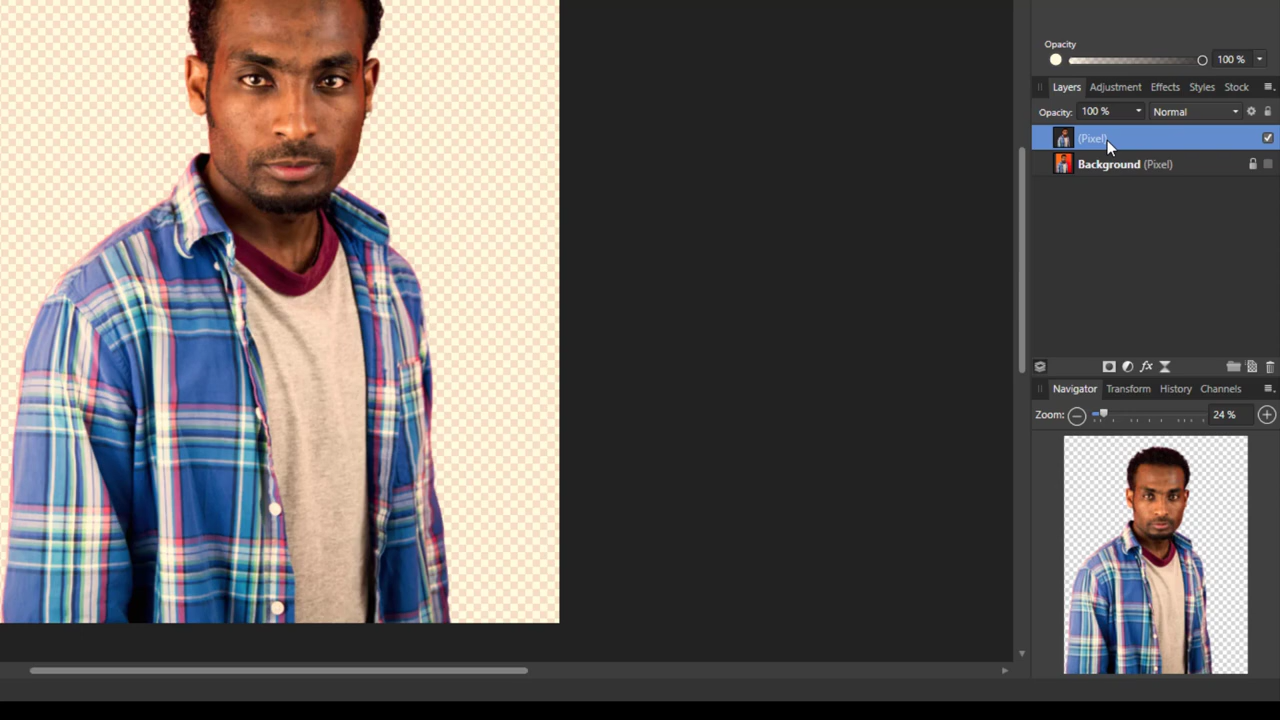 Opacity
100 %
Layers Adjustment Effects Styles Stock
Opacity: 100 % Normal
(Pixel)
Background (Pixel)
fx
Navigator Transform History Channels
Zoom: 24 %